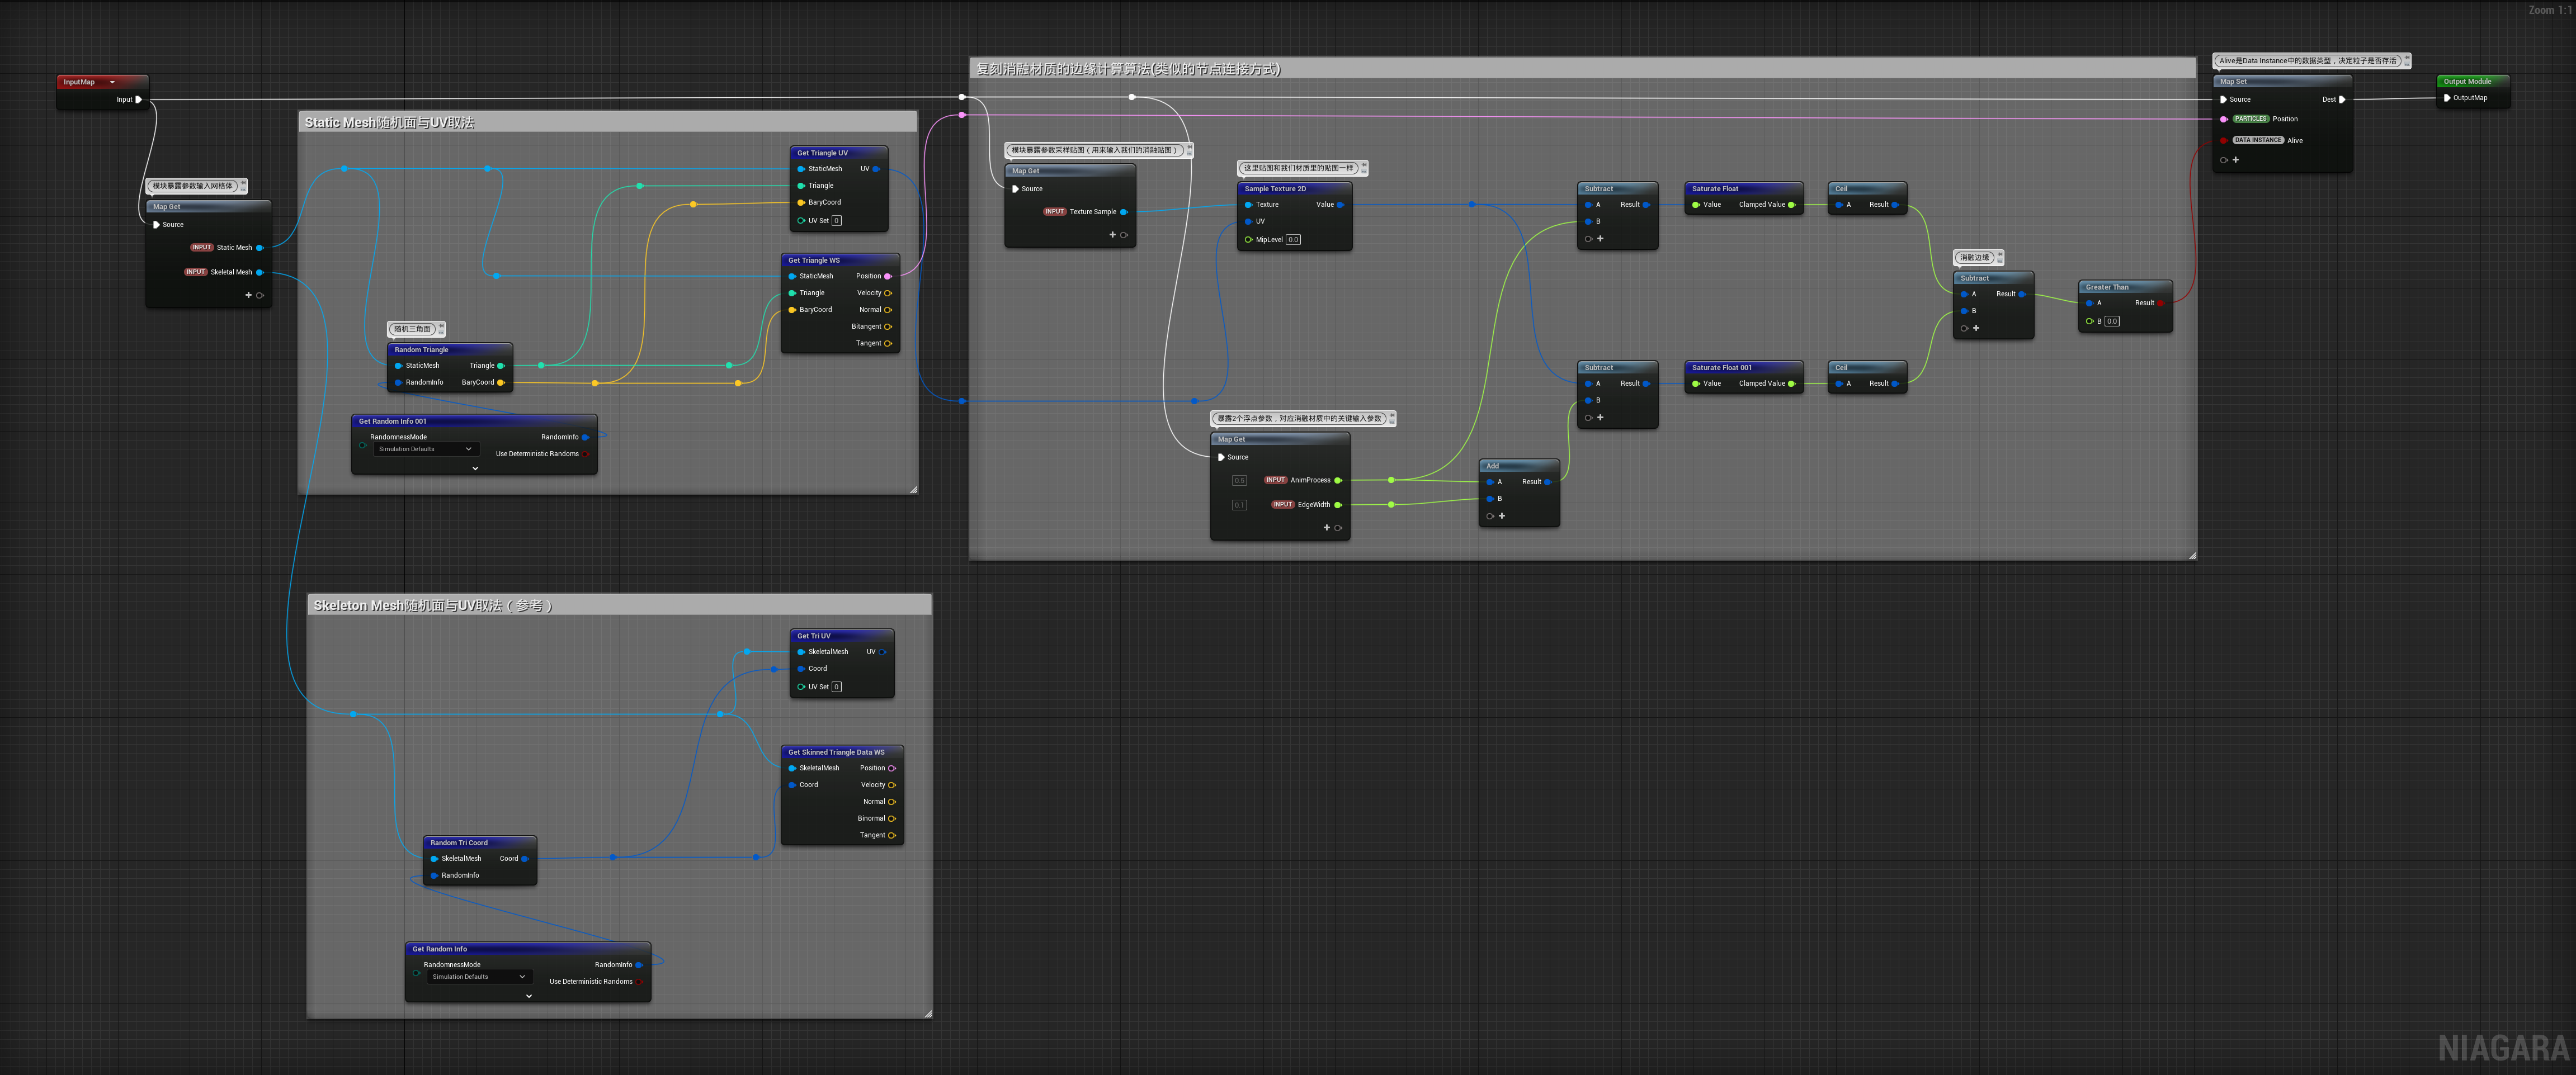 Zoom 1:1
InputMap
Input
模块暴露参数输入网格体
Map Get
Source
INPUT Static Mesh
INPUT Skeletal Mesh
Static Mesh随机面与UV取法
Get Triangle UV
StaticMesh UV
Triangle
BaryCoord
UV Set 0
Get Triangle WS
StaticMesh Position
Triangle Velocity
BaryCoord Normal
Bitangent
Tangent
随机三角面
Random Triangle
StaticMesh Triangle
RandomInfo BaryCoord
Get Random Info 001
RandomnessMode RandomInfo
Simulation Defaults
Use Deterministic Randoms
复刻消融材质的边缘计算算法(类似的节点连接方式)
模块暴露参数采样贴图（用来输入我们的消融贴图）
Map Get
Source
INPUT Texture Sample
这里贴图和我们材质里的贴图一样
Sample Texture 2D
Texture Value
UV
MipLevel 0.0
Subtract
A Result
B
Saturate Float
Value Clamped Value
Ceil
A Result
消融边缘
Subtract
A Result
B
Greater Than
A Result
B 0.0
Subtract
A Result
B
Saturate Float 001
Value Clamped Value
Ceil
A Result
暴露2个浮点参数，对应消融材质中的关键输入参数
Map Get
Source
0.5 INPUT AnimProcess
0.1 INPUT EdgeWidth
Add
A Result
B
Alive是Data Instance中的数据类型，决定粒子是否存活
Map Set
Source Dest
PARTICLES Position
DATA INSTANCE Alive
Output Module
OutputMap
Skeleton Mesh随机面与UV取法（参考）
Get Tri UV
SkeletalMesh UV
Coord
UV Set 0
Get Skinned Triangle Data WS
SkeletalMesh Position
Coord Velocity
Normal
Binormal
Tangent
Random Tri Coord
SkeletalMesh Coord
RandomInfo
Get Random Info
RandomnessMode RandomInfo
Simulation Defaults
Use Deterministic Randoms
NIAGARA